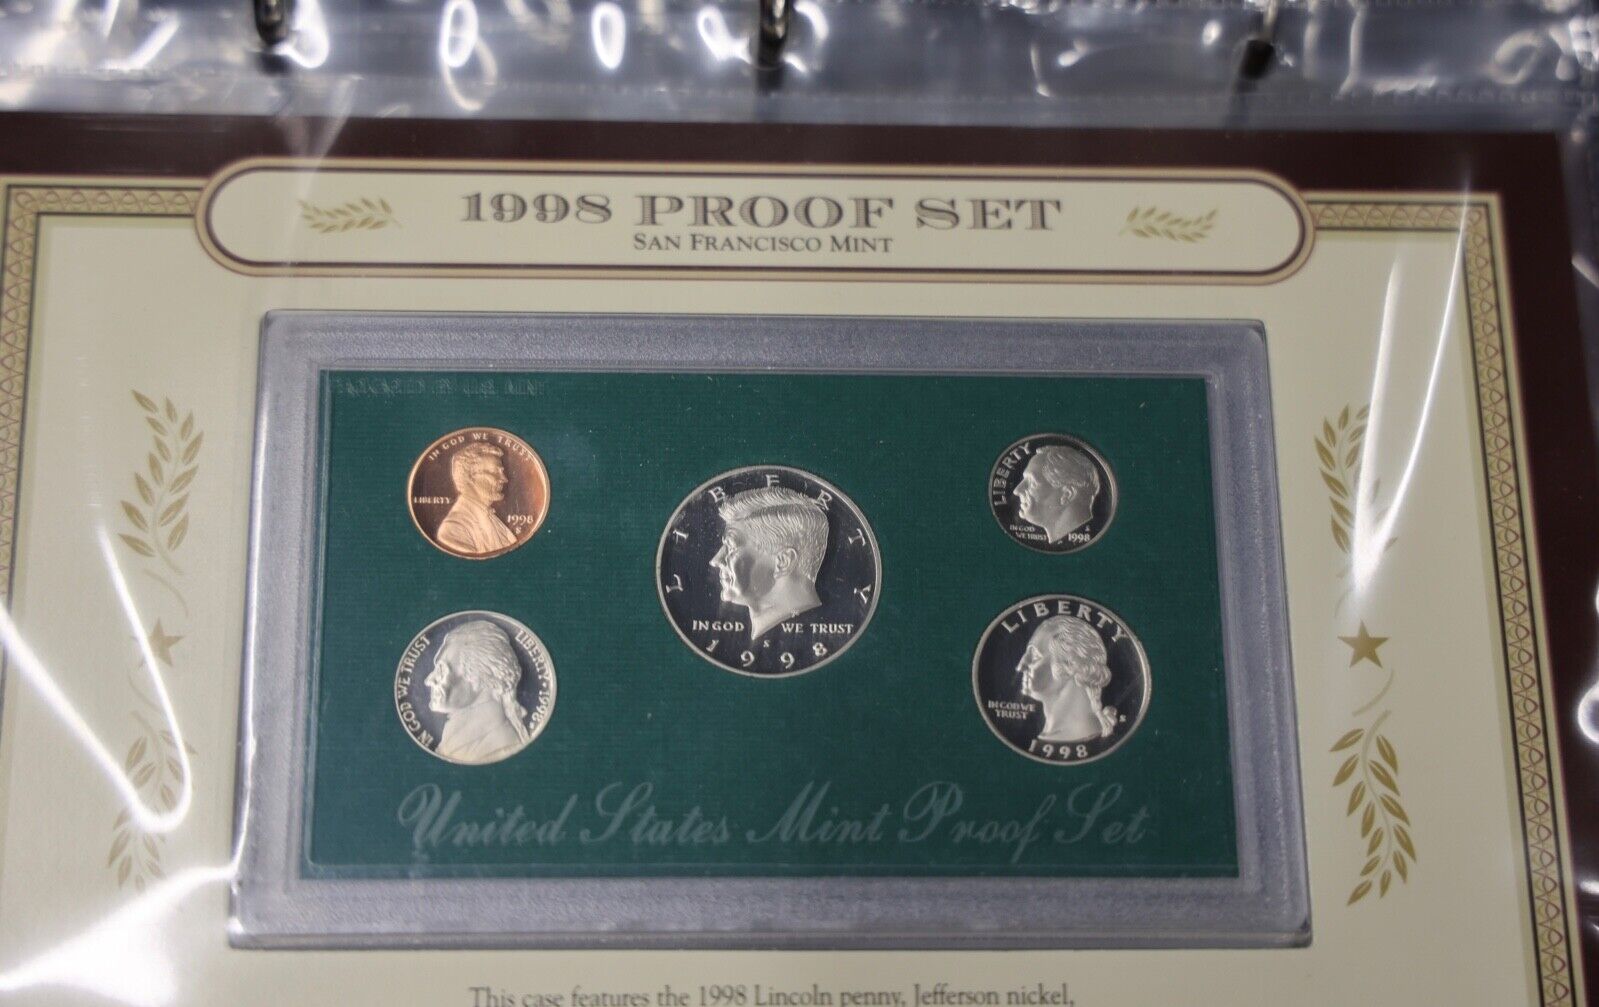 1998 PROOF SET
SAN FRANCISCO MINT
IN GOD WE TRUST
LIBERTY
1998
S
LIBERTY
IN GOD WE TRUST
S
1998
LIBERTY
IN GOD
WE TRUST
S
1998
IN GOD WE TRUST
LIBERTY • 1998
LIBERTY
IN GOD WE
TRUST
S
1998
United States Mint Proof Set
This case features the 1998 Lincoln penny, Jefferson nickel,